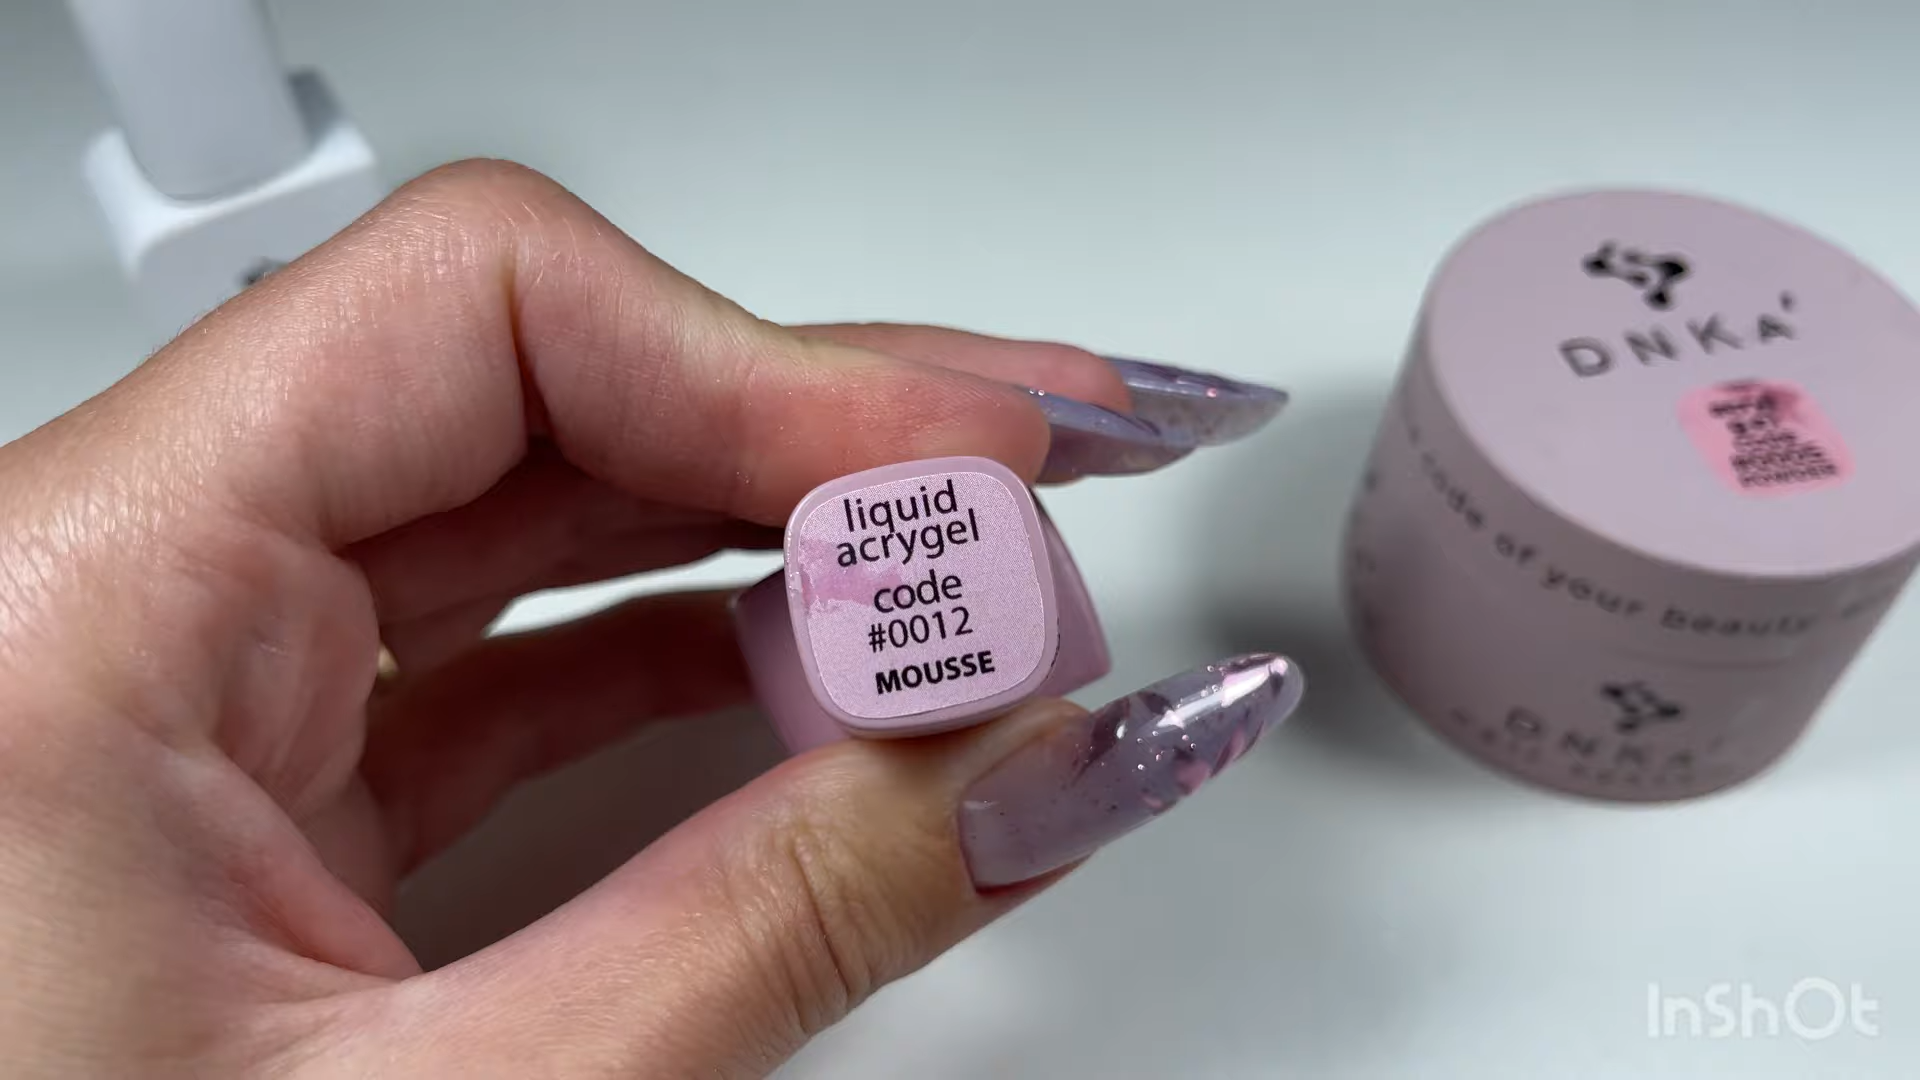 liquid
acrygel
code
#0012
MOUSSE
DNKA'
code of your beauty
DNKA'
InShOt